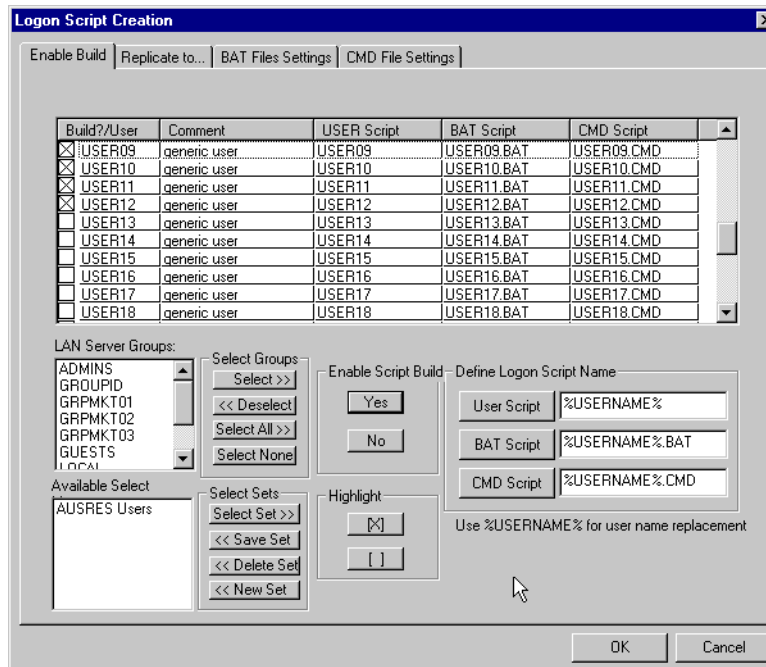 Logon Script Creation
Enable Build Replicate to... BAT Files Settings CMD File Settings
Build?/User Comment USER Script BAT Script CMD Script
USER09 generic user USER09 USER09.BAT USER09.CMD
USER10 generic user USER10 USER10.BAT USER10.CMD
USER11 generic user USER11 USER11.BAT USER11.CMD
USER12 generic user USER12 USER12.BAT USER12.CMD
USER13 generic user USER13 USER13.BAT USER13.CMD
USER14 generic user USER14 USER14.BAT USER14.CMD
USER15 generic user USER15 USER15.BAT USER15.CMD
USER16 generic user USER16 USER16.BAT USER16.CMD
USER17 generic user USER17 USER17.BAT USER17.CMD
USER18 generic user USER18 USER18.BAT USER18.CMD
LAN Server Groups:
ADMINS
GROUPID
GRPMKT01
GRPMKT02
GRPMKT03
GUESTS
LOCAL
Select Groups
Select >>
<< Deselect
Select All >>
Select None
Enable Script Build
Yes
No
Define Logon Script Name
User Script %USERNAME%
BAT Script %USERNAME%.BAT
CMD Script %USERNAME%.CMD
Use %USERNAME% for user name replacement
Available Select
AUSRES Users
Select Sets
Select Set >>
<< Save Set
<< Delete Set
<< New Set
Highlight
[X]
[ ]
OK Cancel